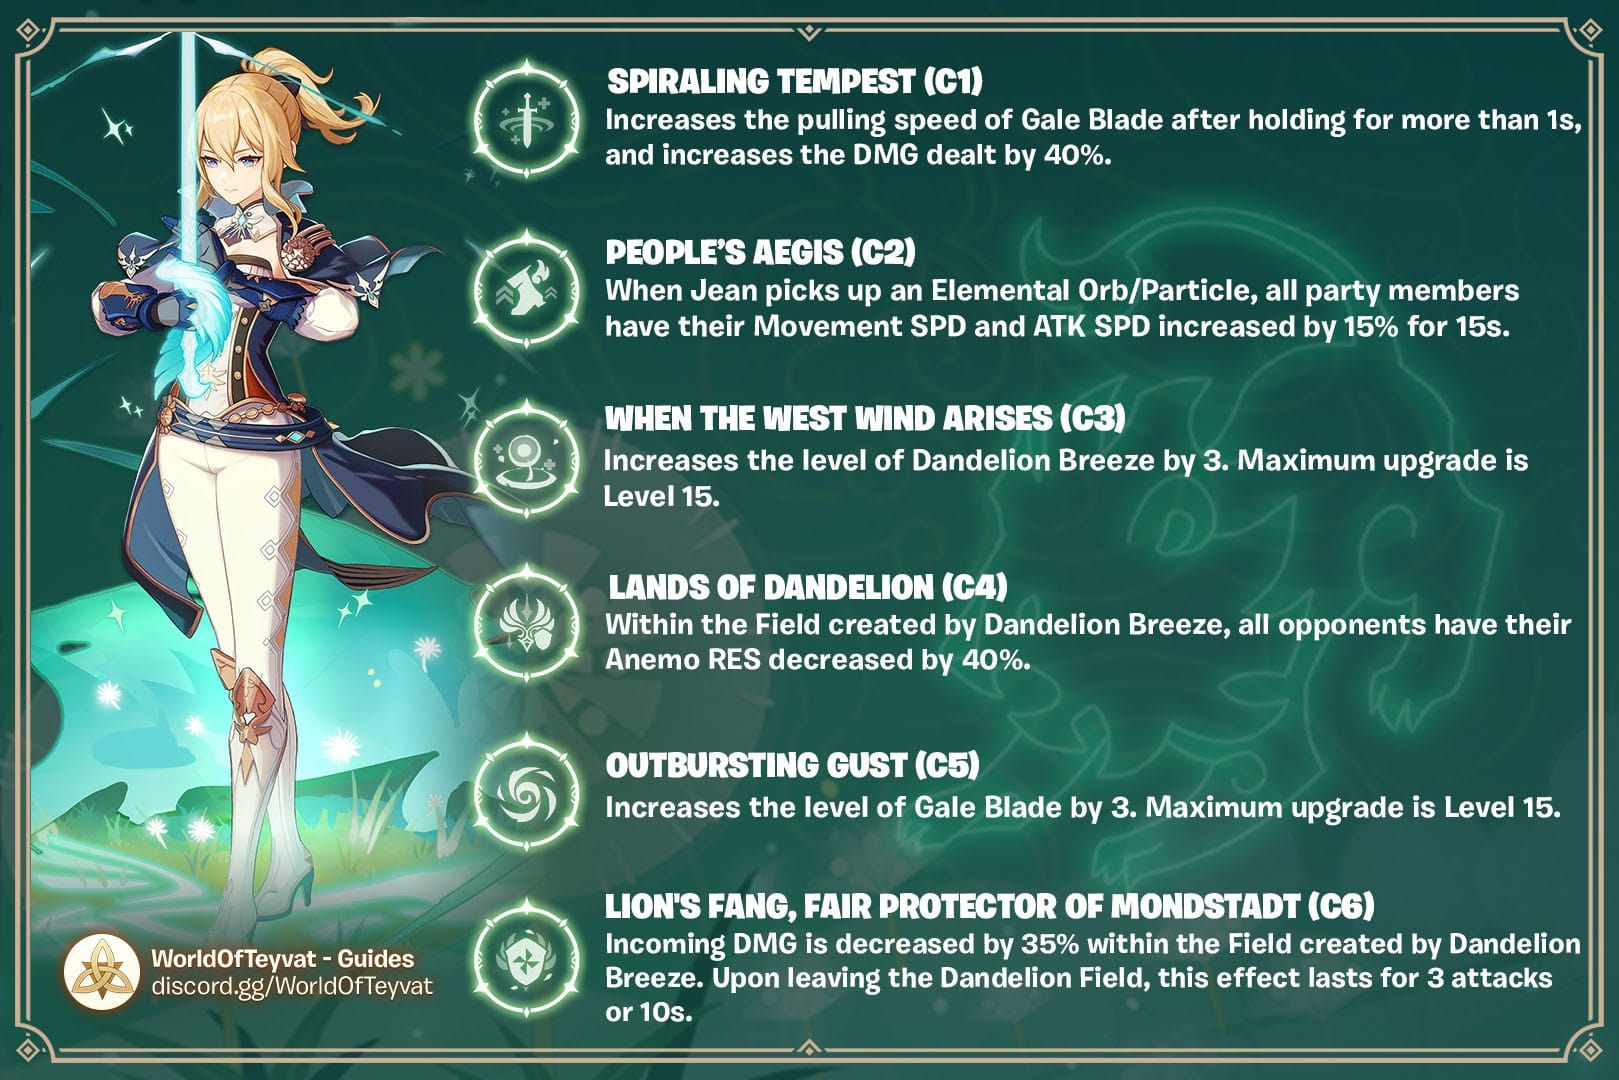 SPIRALING TEMPEST (C1)
Increases the pulling speed of Gale Blade after holding for more than 1s,
and increases the DMG dealt by 40%.
PEOPLE'S AEGIS (C2)
When Jean picks up an Elemental Orb/Particle, all party members
have their Movement SPD and ATK SPD increased by 15% for 15s.
WHEN THE WEST WIND ARISES (C3)
Increases the level of Dandelion Breeze by 3. Maximum upgrade is
Level 15.
LANDS OF DANDELION (C4)
Within the Field created by Dandelion Breeze, all opponents have their
Anemo RES decreased by 40%.
OUTBURSTING GUST (C5)
Increases the level of Gale Blade by 3. Maximum upgrade is Level 15.
LION'S FANG, FAIR PROTECTOR OF MONDSTADT (C6)
Incoming DMG is decreased by 35% within the Field created by Dandelion
Breeze. Upon leaving the Dandelion Field, this effect lasts for 3 attacks
or 10s.
WorldOfTeyvat - Guides
discord.gg/WorldOfTeyvat